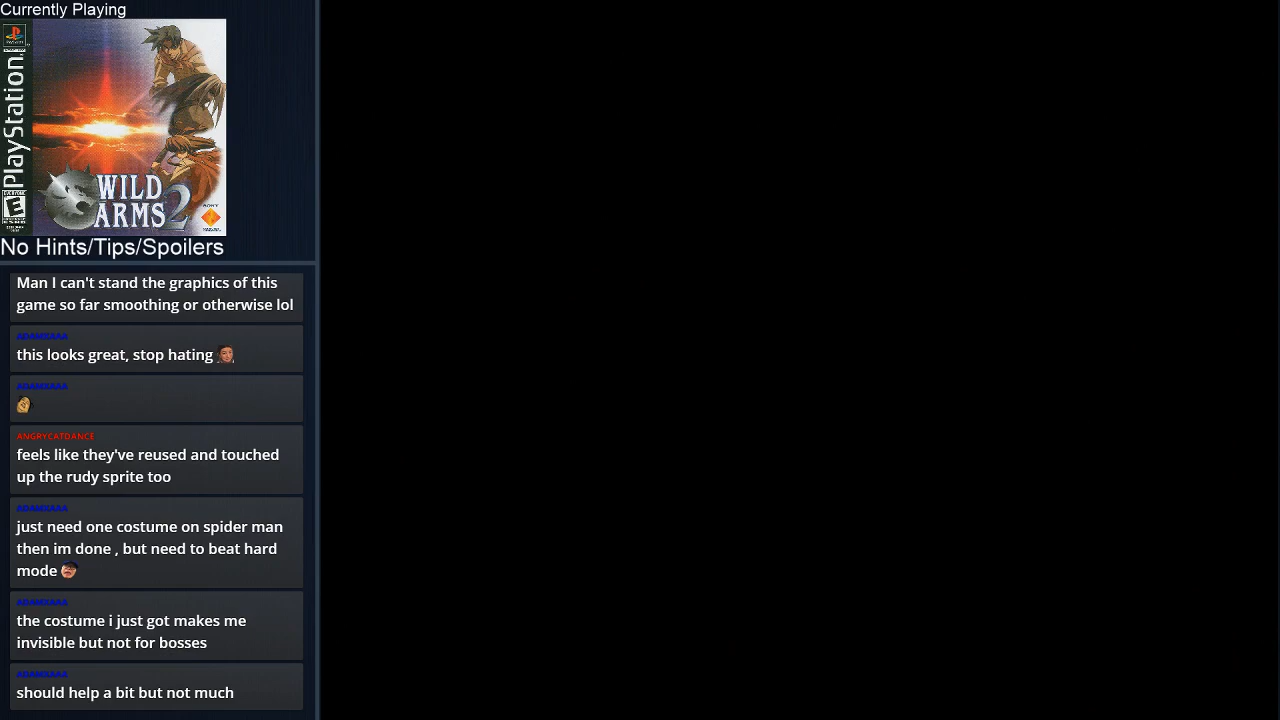 Currently Playing
PlayStation
WILD
ARMS 2
No Hints/Tips/Spoilers
Man I can't stand the graphics of this
game so far smoothing or otherwise lol
this looks great, stop hating
ANGRYCATDANCE
feels like they've reused and touched
up the rudy sprite too
just need one costume on spider man
then im done , but need to beat hard
mode
the costume i just got makes me
invisible but not for bosses
should help a bit but not much